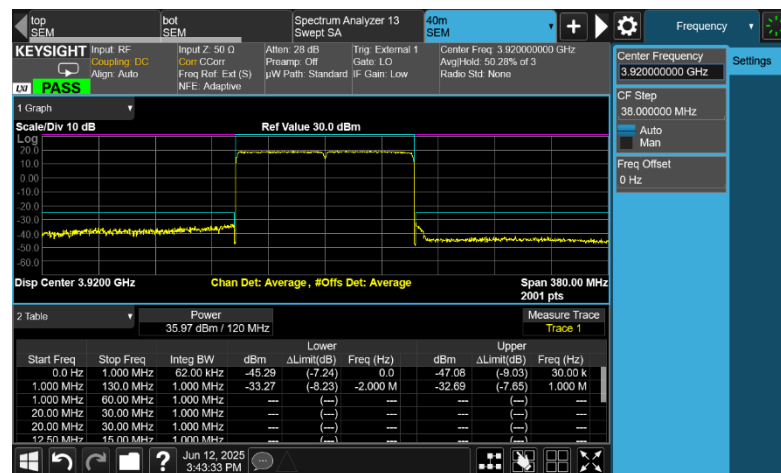 top
SEM
bot
SEM
Spectrum Analyzer 13
Swept SA
40m
SEM
Frequency
KEYSIGHT
Input: RF
Coupling: DC
Align: Auto
Input Z: 50 Ω
Corr CCorr
Freq Ref: Ext (S)
NFE: Adaptive
Atten: 28 dB
Preamp: Off
µW Path: Standard
Trig: External 1
Gate: LO
IF Gain: Low
Center Freq: 3.920000000 GHz
Avg|Hold: 50.28% of 3
Radio Std: None
LXI PASS
Center Frequency
3.920000000 GHz
Settings
CF Step
38.000000 MHz
Auto
Man
Freq Offset
0 Hz
1 Graph
Scale/Div 10 dB
Ref Value 30.0 dBm
Log
20.0
10.0
0.00
-10.0
-20.0
-30.0
-40.0
-50.0
-60.0
Disp Center 3.9200 GHz
Chan Det: Average, #Offs Det: Average
Span 380.00 MHz
2001 pts
2 Table
Power
35.97 dBm / 120 MHz
Measure Trace
Trace 1
Lower Upper
Start Freq Stop Freq Integ BW dBm ΔLimit(dB) Freq (Hz) dBm ΔLimit(dB) Freq (Hz)
0.0 Hz 1.000 MHz 62.00 kHz -45.29 (-7.24) 0.0 -47.08 (-9.03) 30.00 k
1.000 MHz 130.0 MHz 1.000 MHz -33.27 (-8.23) -2.000 M -32.69 (-7.65) 1.000 M
1.000 MHz 60.00 MHz 1.000 MHz --- (---) --- (---)
20.00 MHz 30.00 MHz 1.000 MHz --- (---) --- (---)
20.00 MHz 30.00 MHz 1.000 MHz --- (---) --- (---)
12.50 MHz 15.00 MHz 1.000 MHz --- (---) --- (---)
Jun 12, 2025
3:43:33 PM